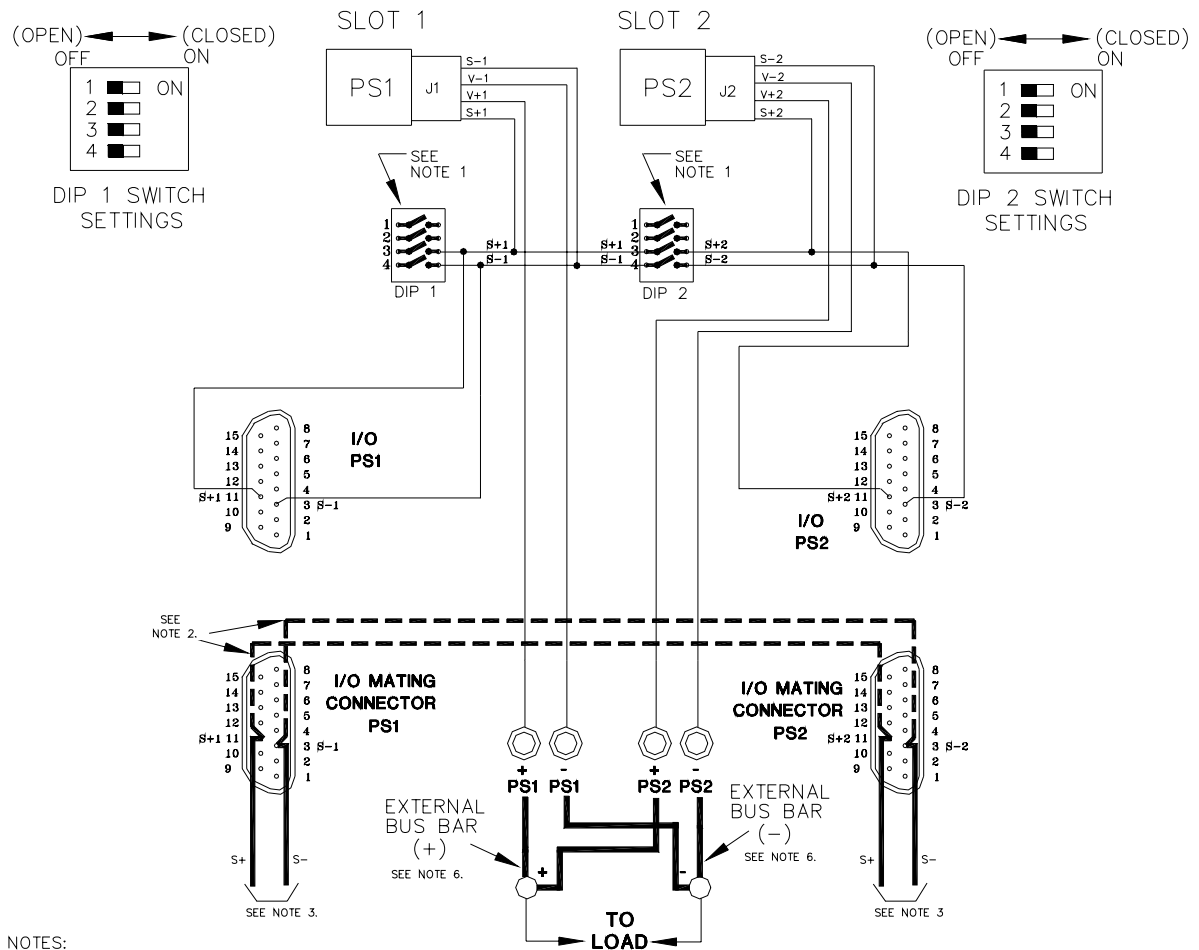 SLOT 1
SLOT 2
(OPEN) (CLOSED)
OFF ON
1 ON
2
3
4
DIP 1 SWITCH
SETTINGS
PS1 J1
S-1
V-1
V+1
S+1
PS2 J2
S-2
V-2
V+2
S+2
(OPEN) (CLOSED)
OFF ON
1 ON
2
3
4
DIP 2 SWITCH
SETTINGS
SEE
NOTE 1
SEE
NOTE 1
1
2
3
4
S+1
S-1
DIP 1
S+1
S-1
1
2
3
4
S+2
S-2
DIP 2
15
14
13
12
S+1 11
10
9
8
7
6
5
4
3 S-1
2
1
I/O
PS1
15
14
13
12
S+2 11
10
9
8
7
6
5
4
3 S-2
2
1
I/O
PS2
SEE
NOTE 2.
15
14
13
12
S+1 11
10
9
8
7
6
5
4
3 S-1
2
1
I/O MATING
CONNECTOR
PS1
I/O MATING
CONNECTOR
PS2
15
14
13
12
S+2 11
10
9
8
7
6
5
4
3 S-2
2
1
+ - + -
PS1 PS1 PS2 PS2
EXTERNAL
BUS BAR
(+)
SEE NOTE 6.
EXTERNAL
BUS BAR
(-)
SEE NOTE 6.
+ -
S+ S-
SEE NOTE 3.
S+ S-
SEE NOTE 3
TO
LOAD
NOTES: